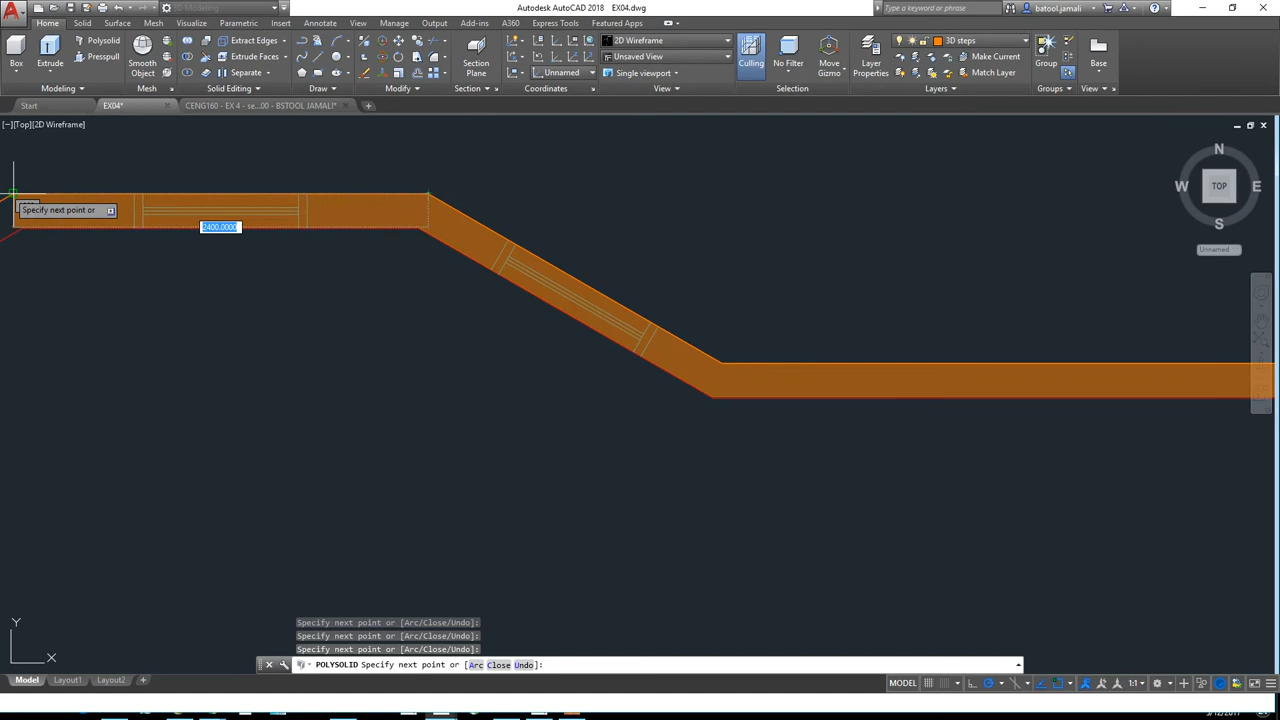 Autodesk AutoCAD 2018 EX04.dwg
Type a keyword or phrase
batool.jamali
3D Modeling
Home Solid Surface Mesh Visualize Parametric Insert Annotate View Manage Output Add-ins A360 Express Tools Featured Apps
Box
Extrude
Polysolid
Presspull
Modeling
Smooth
Object
Mesh
Extract Edges
Extrude Faces
Separate
Solid Editing
Draw
Modify
Section
Plane
Section
Unnamed
Coordinates
2D Wireframe
Unsaved View
Single viewport
View
Culling
No Filter
Move
Gizmo
Selection
Layer
Properties
3D steps
Make Current
Match Layer
Layers
Group
Groups
Base
View
Start
EX04*
CENG160 - EX 4 - se...00 - BSTOOL JAMALI*
[−][Top][2D Wireframe]
N
W TOP E
S
Unnamed
Specify next point or
2400.0000
Y
X
Specify next point or [Arc/Close/Undo]:
Specify next point or [Arc/Close/Undo]:
Specify next point or [Arc/Close/Undo]:
POLYSOLID Specify next point or [Arc Close Undo]:
Model Layout1 Layout2
MODEL
1:1